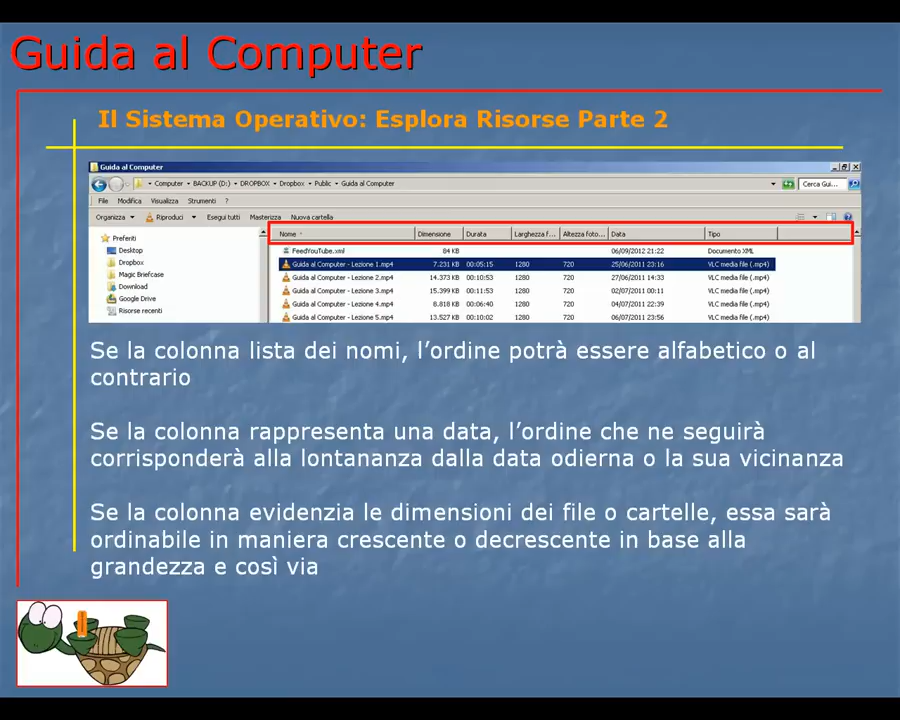 Guida al Computer
Il Sistema Operativo: Esplora Risorse Parte 2
Guida al Computer
Computer BACKUP (D:) DROPBOX Dropbox Public Guida al Computer Cerca Gui...
File Modifica Visualizza Strumenti ?
Organizza Riproduci Esegui tutti Masterizza Nuova cartella
Nome Dimensione Durata Larghezza f... Altezza foto... Data Tipo
Preferiti
Desktop
Dropbox
Magic Briefcase
Download
Google Drive
Risorse recenti
FeedYouTube.xml 84 KB 06/09/2012 21:22 Documento XML
Guida al Computer - Lezione 1.mp4 7.231 KB 00:05:15 1280 720 25/06/2011 23:16 VLC media file (.mp4)
Guida al Computer - Lezione 2.mp4 14.373 KB 00:10:53 1280 720 27/06/2011 14:33 VLC media file (.mp4)
Guida al Computer - Lezione 3.mp4 15.399 KB 00:11:53 1280 720 02/07/2011 00:11 VLC media file (.mp4)
Guida al Computer - Lezione 4.mp4 8.818 KB 00:06:40 1280 720 04/07/2011 22:39 VLC media file (.mp4)
Guida al Computer - Lezione 5.mp4 13.527 KB 00:10:02 1280 720 06/07/2011 23:56 VLC media file (.mp4)
Se la colonna lista dei nomi, l'ordine potrà essere alfabetico o al
contrario
Se la colonna rappresenta una data, l'ordine che ne seguirà
corrisponderà alla lontananza dalla data odierna o la sua vicinanza
Se la colonna evidenzia le dimensioni dei file o cartelle, essa sarà
ordinabile in maniera crescente o decrescente in base alla
grandezza e così via